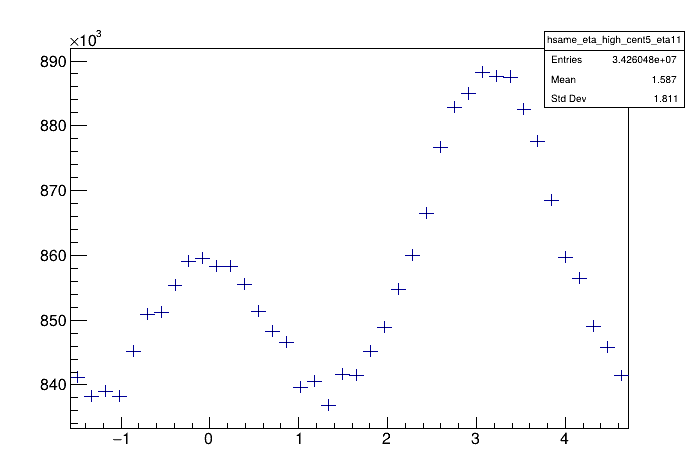 ×10³
hsame_eta_high_cent5_eta11
Entries 3.426048e+07
Mean 1.587
Std Dev 1.811
890
880
870
860
850
840
−1 0 1 2 3 4